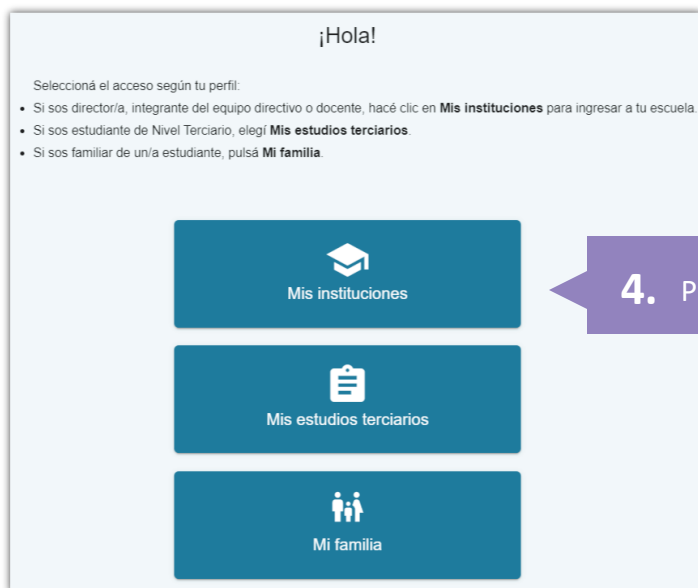 ¡Hola!
Seleccioná el acceso según tu perfil:
• Si sos director/a, integrante del equipo directivo o docente, hacé clic en Mis instituciones para ingresar a tu escuela.
• Si sos estudiante de Nivel Terciario, elegí Mis estudios terciarios.
• Si sos familiar de un/a estudiante, pulsá Mi familia.
Mis instituciones
4. P
Mis estudios terciarios
Mi familia